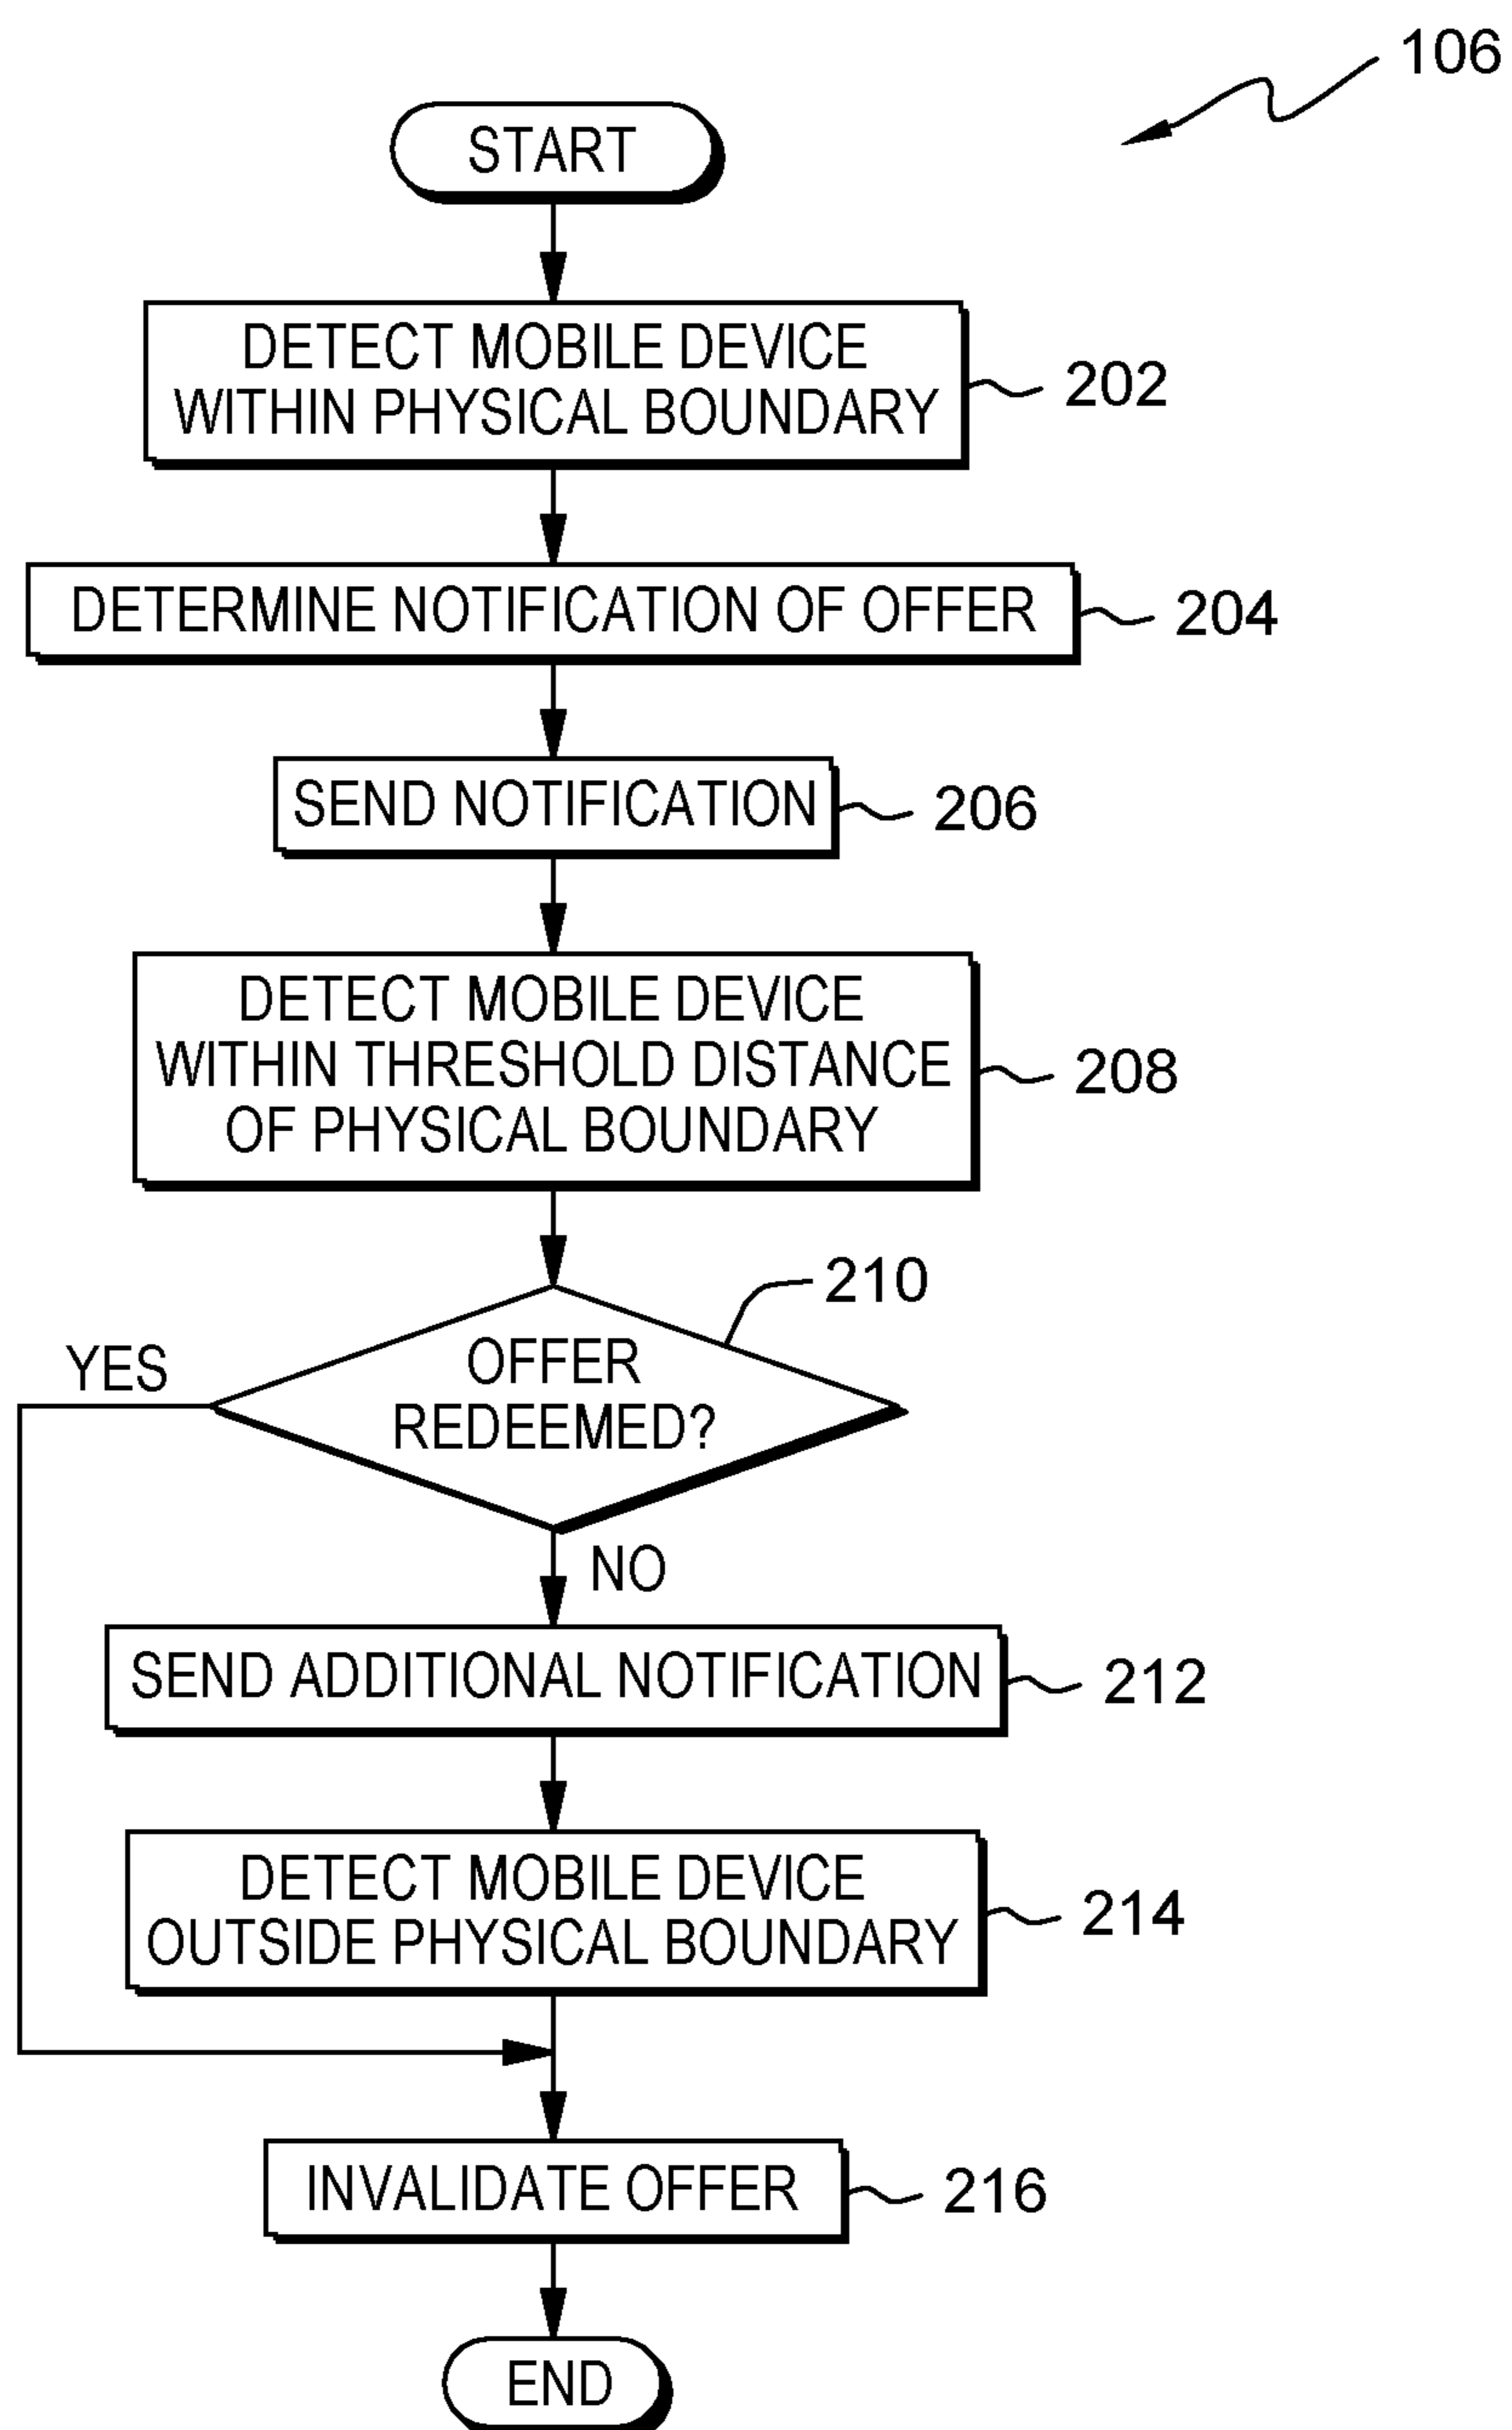 106
START
DETECT MOBILE DEVICE
WITHIN PHYSICAL BOUNDARY
202
DETERMINE NOTIFICATION OF OFFER
204
SEND NOTIFICATION
206
DETECT MOBILE DEVICE
WITHIN THRESHOLD DISTANCE
OF PHYSICAL BOUNDARY
208
210
OFFER
REDEEMED?
YES
NO
SEND ADDITIONAL NOTIFICATION
212
DETECT MOBILE DEVICE
OUTSIDE PHYSICAL BOUNDARY
214
INVALIDATE OFFER
216
END